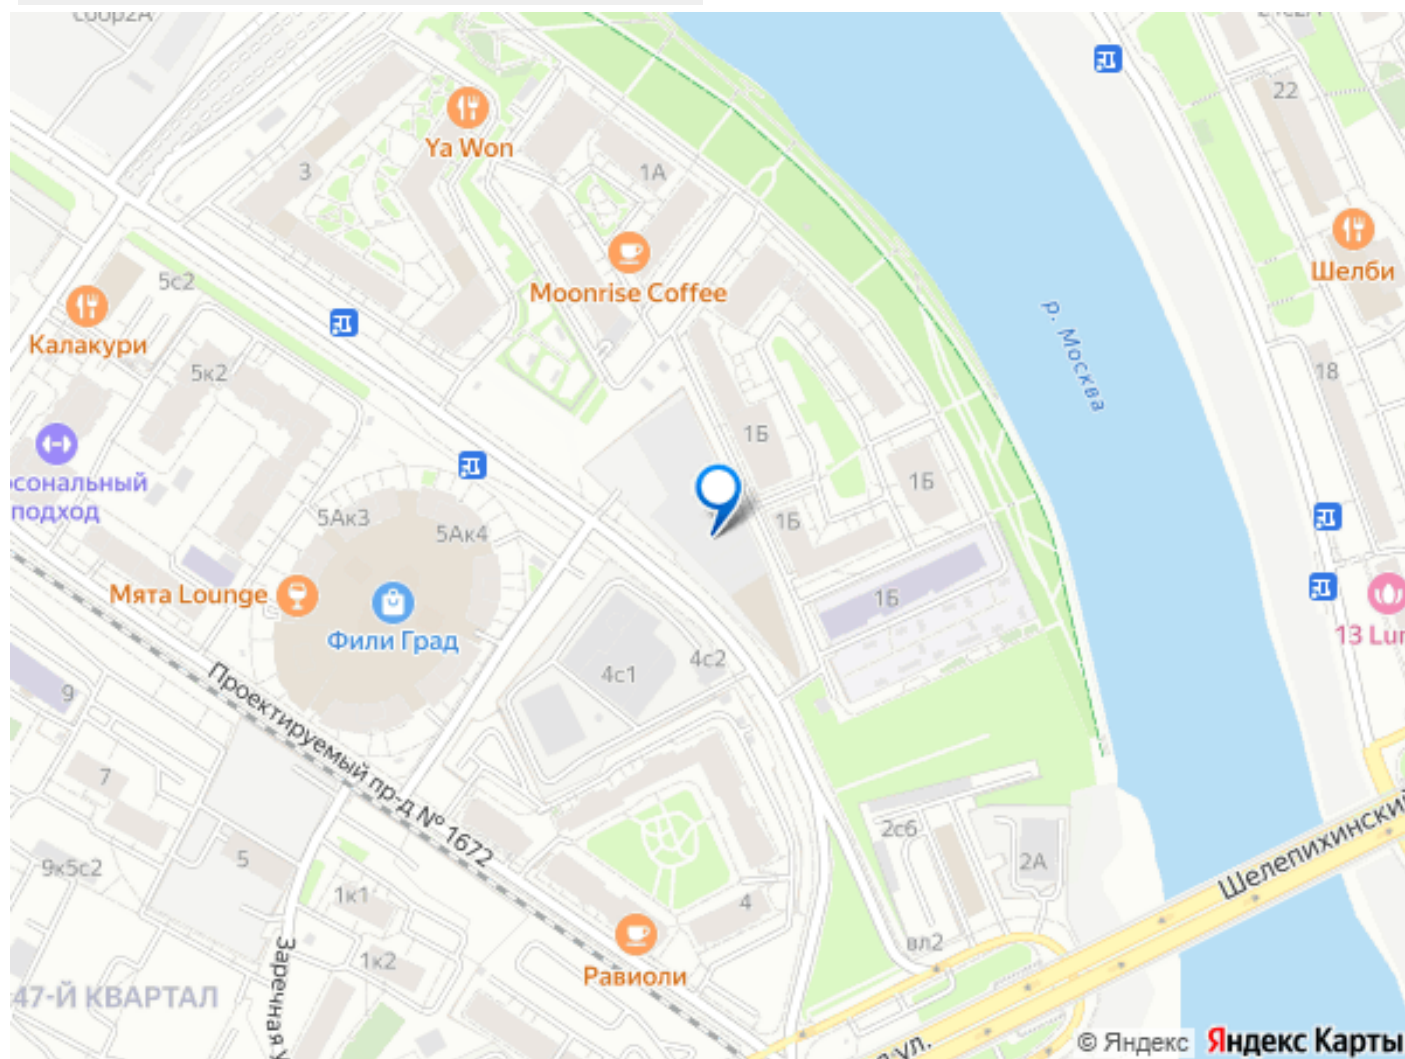 22
Ya Won
3
1А
Шелби
5с2
Moonrise Coffee
р. Москва
Калакури
5к2
18
1Б
1Б
подход
5Ак3
5Ак4
1Б
Мята Lounge
1Б
Фили Град
4с1
4с2
9
Проектируемый пр-д № 1672
7
2с6
5
9к5с2
2А
Шелепихинский
1к1
4
вл2
Равиоли
1к2
47-Й КВАРТАЛ
Заречная
ул.
© Яндекс Яндекс Карты